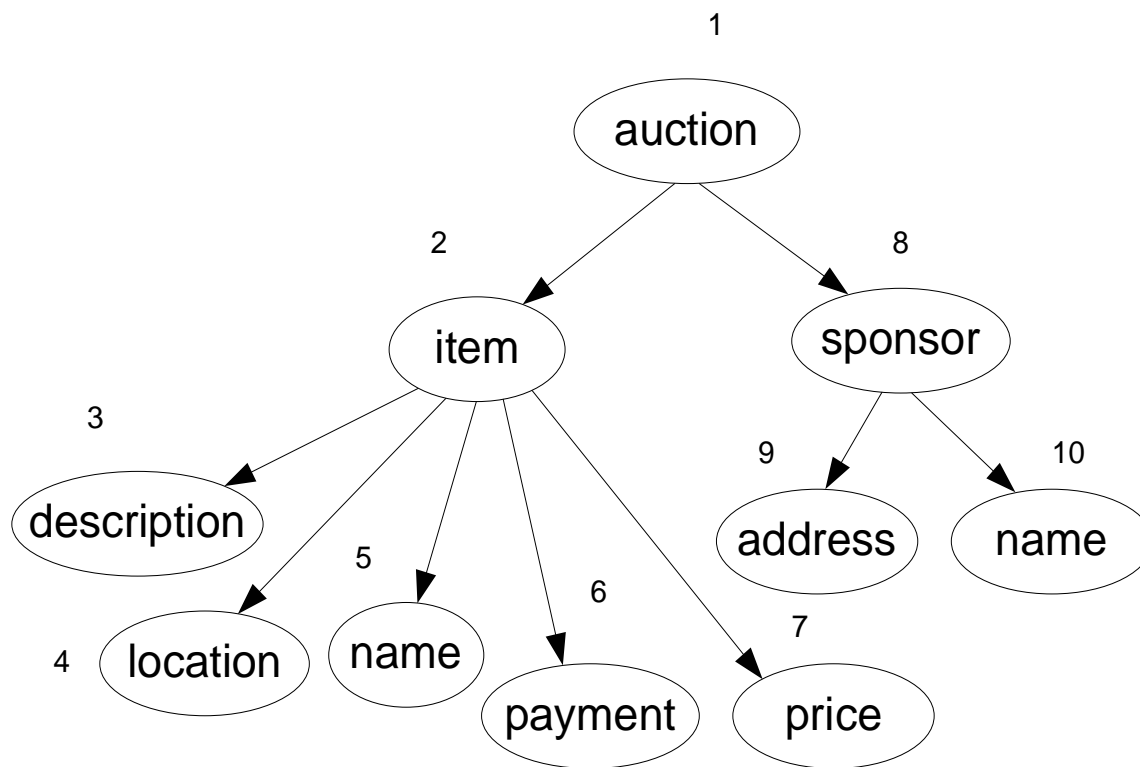 1
auction
2
8
item
sponsor
3
9
10
description
address
name
5
6
7
4
location
name
payment
price